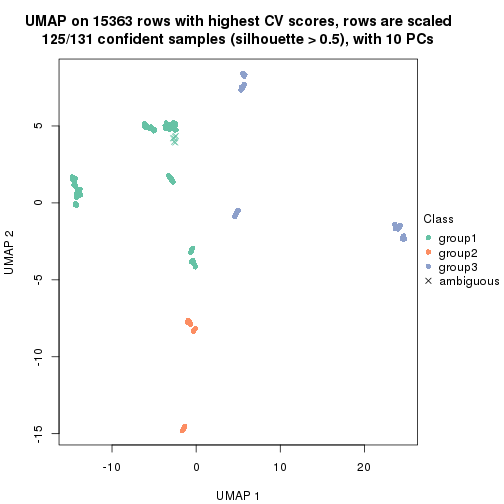 UMAP on 15363 rows with highest CV scores, rows are scaled
125/131 confident samples (silhouette > 0.5), with 10 PCs
5
0
-5
-10
-15
UMAP 2
-10
0
10
20
UMAP 1
Class
group1
group2
group3
ambiguous